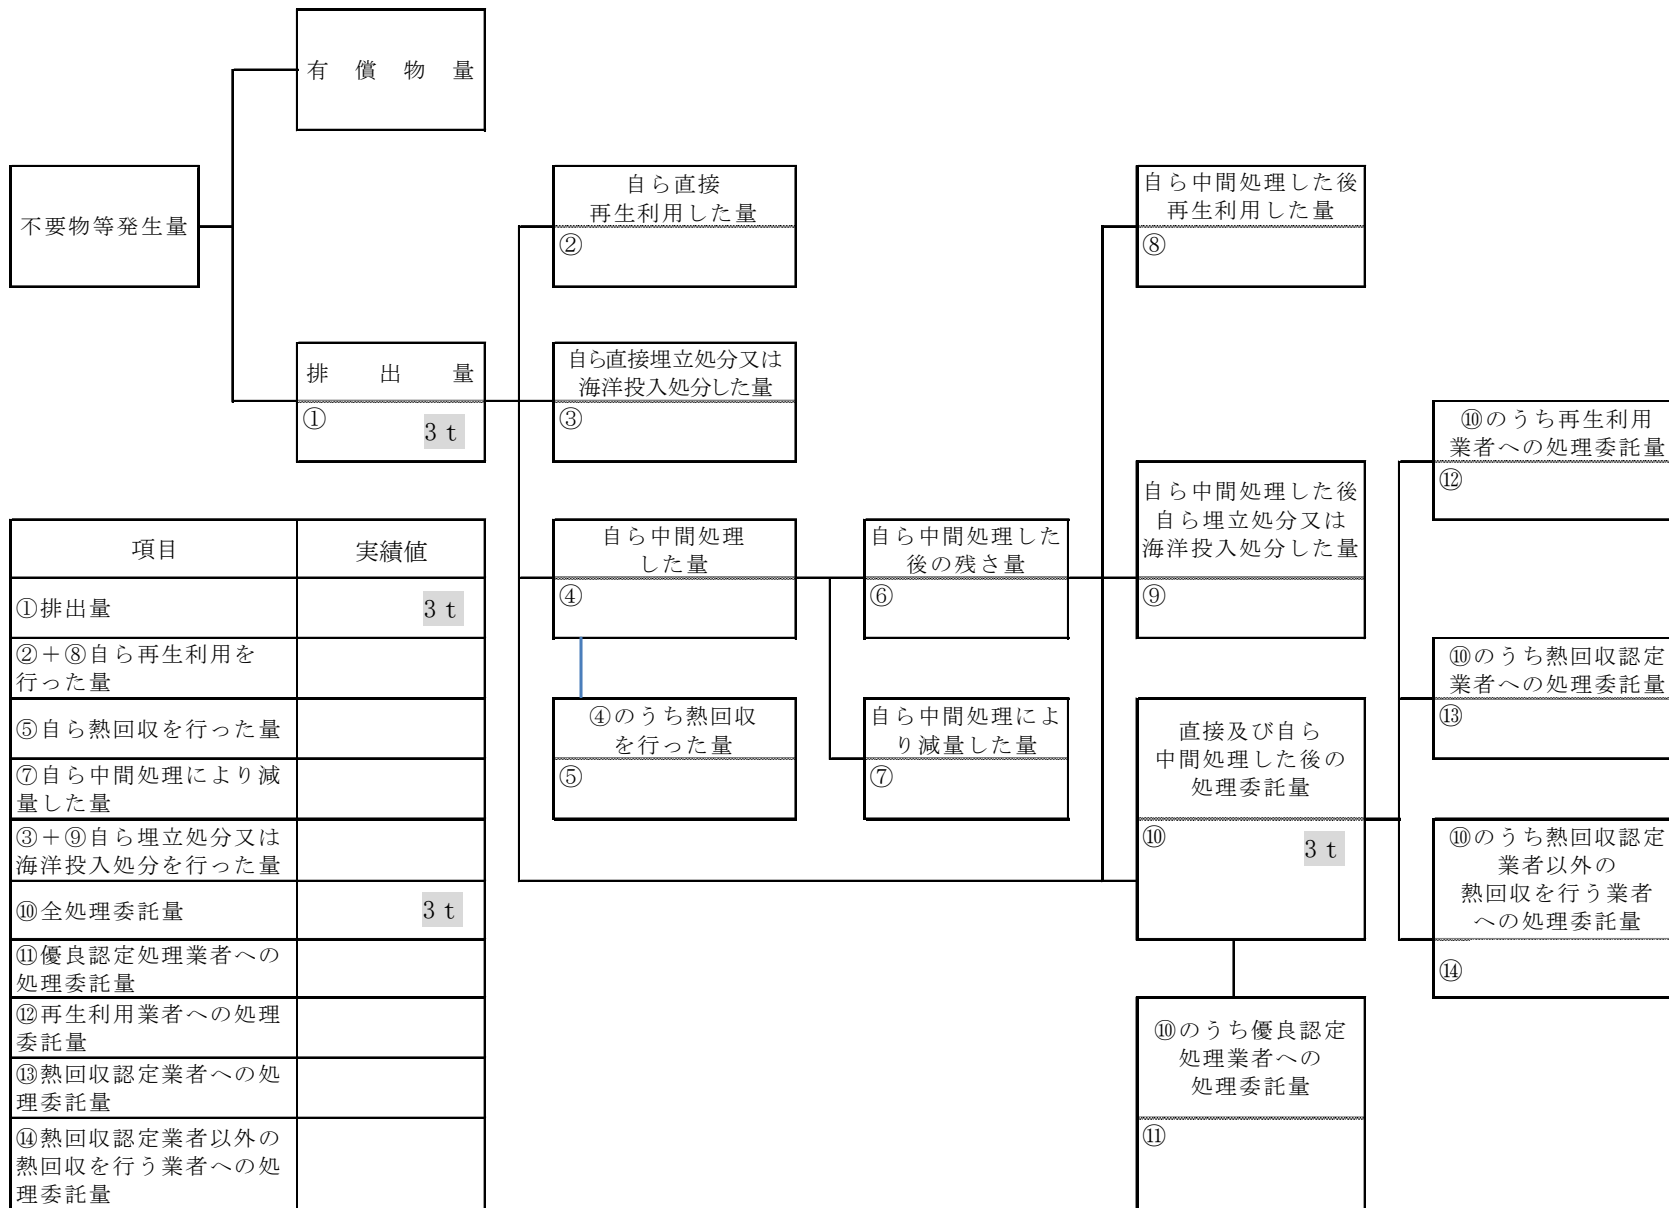 有償物量
不要物等発生量
排出量
①
3 t
自ら直接
再生利用した量
②
自ら直接埋立処分又は
海洋投入処分した量
③
自ら中間処理
した量
④
④のうち熱回収
を行った量
⑤
自ら中間処理した
後の残さ量
⑥
自ら中間処理によ
り減量した量
⑦
自ら中間処理した後
再生利用した量
⑧
自ら中間処理した後
自ら埋立処分又は
海洋投入処分した量
⑨
直接及び自ら
中間処理した後の
処理委託量
⑩
3 t
⑩のうち優良認定
処理業者への
処理委託量
⑪
⑩のうち再生利用
業者への処理委託量
⑫
⑩のうち熱回収認定
業者への処理委託量
⑬
⑩のうち熱回収認定
業者以外の
熱回収を行う業者
への処理委託量
⑭
項目 実績値
①排出量 3 t
②＋⑧自ら再生利用を
行った量
⑤自ら熱回収を行った量
⑦自ら中間処理により減
量した量
③＋⑨自ら埋立処分又は
海洋投入処分を行った量
⑩全処理委託量 3 t
⑪優良認定処理業者への
処理委託量
⑫再生利用業者への処理
委託量
⑬熱回収認定業者への処
理委託量
⑭熱回収認定業者以外の
熱回収を行う業者への処
理委託量